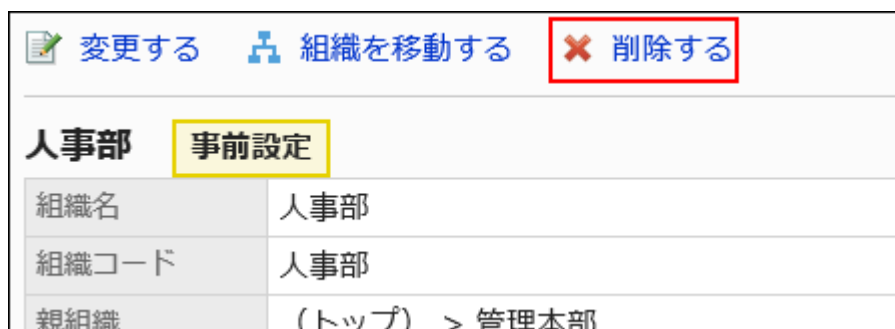 変更する 組織を移動する 削除する
人事部 事前設定
組織名 人事部
組織コード 人事部
親組織 （トップ） > 管理本部